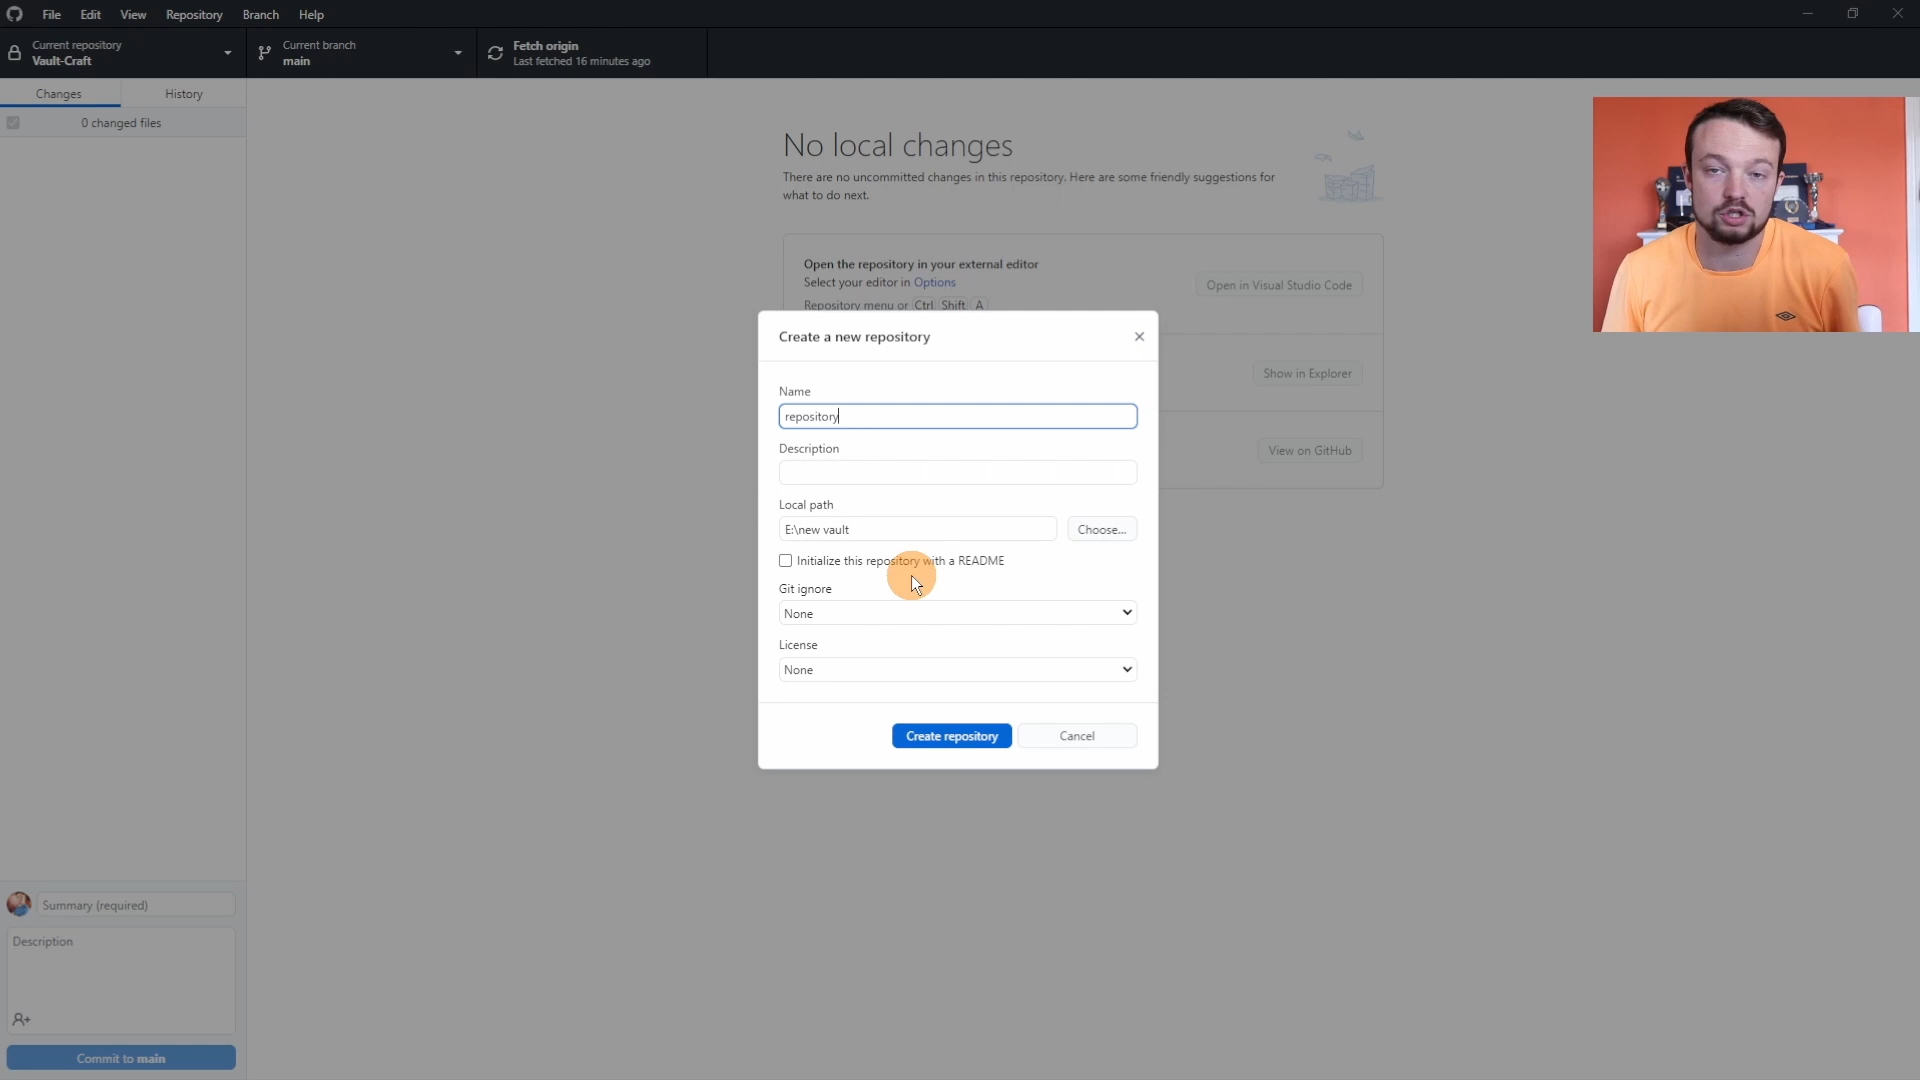 File Edit View Repository Branch Help
Current repository
Vault-Craft
Current branch
main
Fetch origin
Last fetched 16 minutes ago
Changes History
0 changed files
No local changes
There are no uncommitted changes in this repository. Here are some friendly suggestions for
what to do next.
Open the repository in your external editor
Select your editor in Options
Repository menu or Ctrl Shift A
Open in Visual Studio Code
Show in Explorer
View on GitHub
Create a new repository
Name
repository
Description
Local path
E:\new vault
Choose...
Initialize this repository with a README
Git ignore
None
License
None
Create repository Cancel
Summary (required)
Description
Commit to main